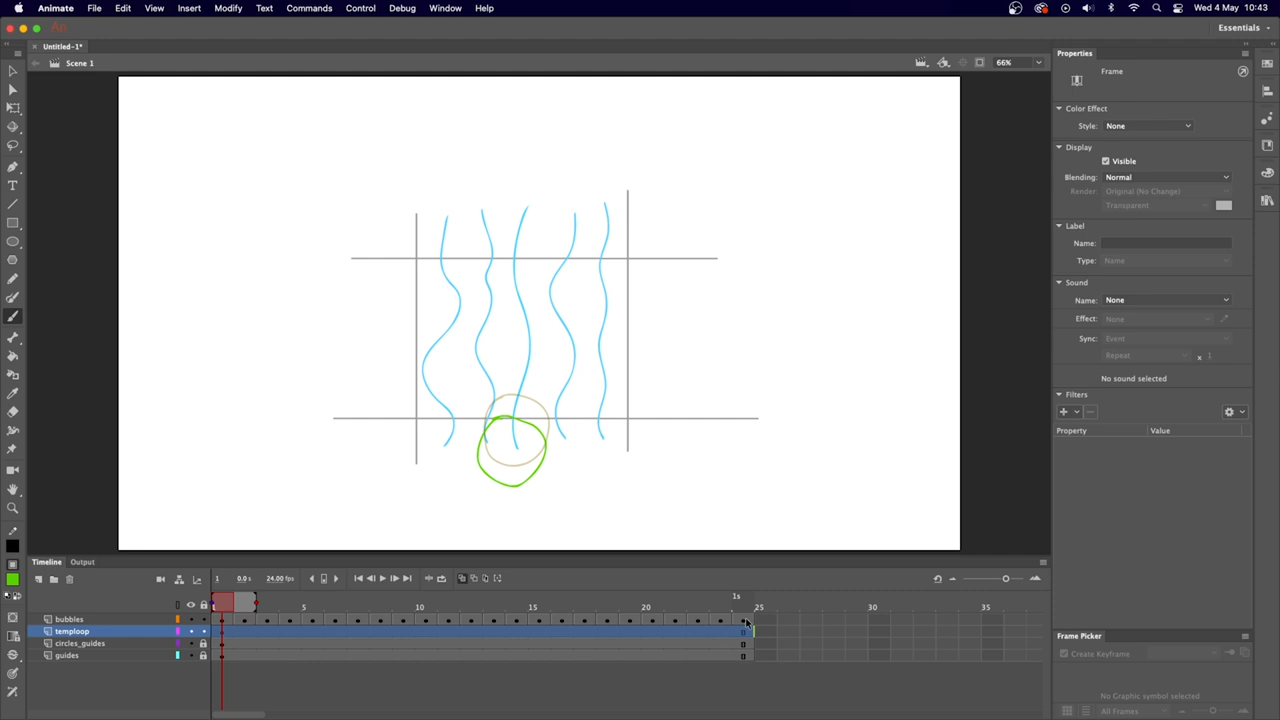 Animate File Edit View Insert Modify Text Commands Control Debug Window Help Wed 4 May 10:43
An Essentials
Untitled-1*
Scene 1 66%
Properties
Frame
Color Effect
Style: None
Display
Visible
Blending: Normal
Render: Original (No Change)
Transparent
Label
Name:
Type: Name
Sound
Name: None
Effect: None
Sync: Event
Repeat x 1
No sound selected
Filters
Property Value
Timeline Output
1 0.0 s 24.00 fps
1s
5 10 15 20 25 30 35
bubbles
temploop
circles_guides
guides
Frame Picker
Create Keyframe
No Graphic symbol selected
All Frames